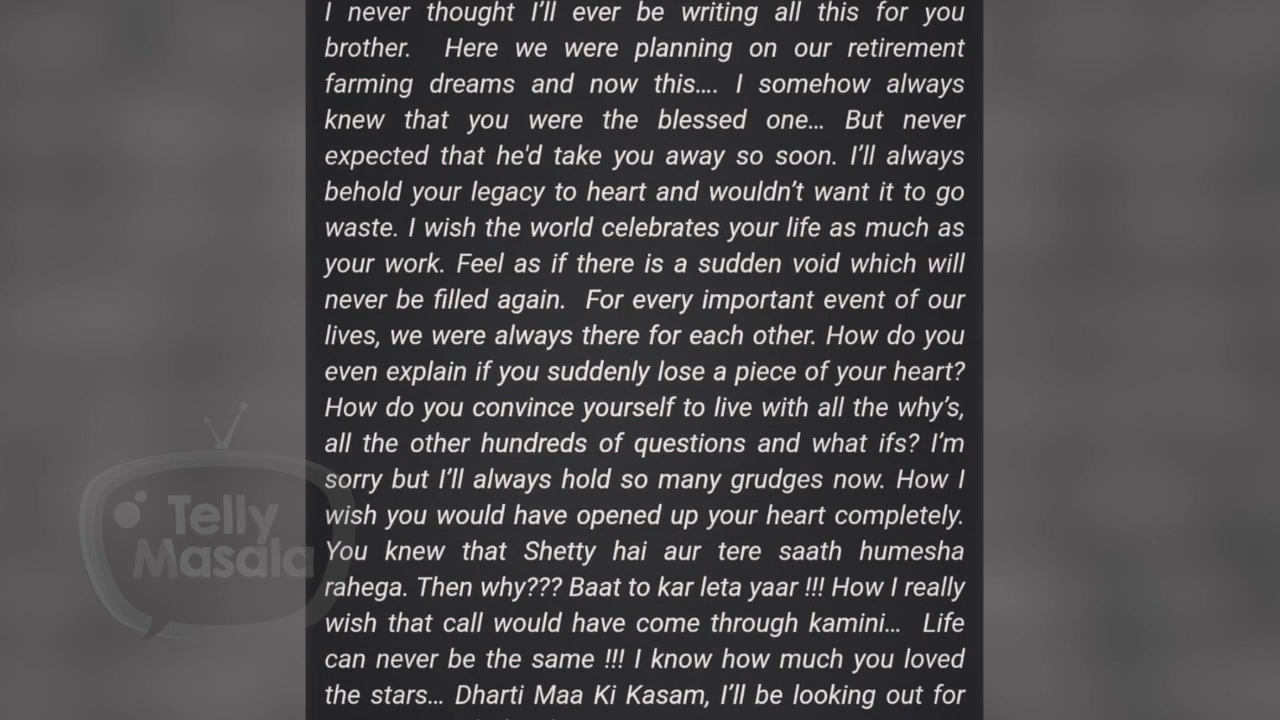 I never thought I'll ever be writing all this for you
brother. Here we were planning on our retirement
farming dreams and now this.... I somehow always
knew that you were the blessed one... But never
expected that he'd take you away so soon. I'll always
behold your legacy to heart and wouldn't want it to go
waste. I wish the world celebrates your life as much as
your work. Feel as if there is a sudden void which will
never be filled again. For every important event of our
lives, we were always there for each other. How do you
even explain if you suddenly lose a piece of your heart?
How do you convince yourself to live with all the why's,
all the other hundreds of questions and what ifs? I'm
sorry but I'll always hold so many grudges now. How I
wish you would have opened up your heart completely.
You knew that Shetty hai aur tere saath humesha
rahega. Then why??? Baat to kar leta yaar !!! How I really
wish that call would have come through kamini... Life
can never be the same !!! I know how much you loved
the stars... Dharti Maa Ki Kasam, I'll be looking out for
Telly
Masala